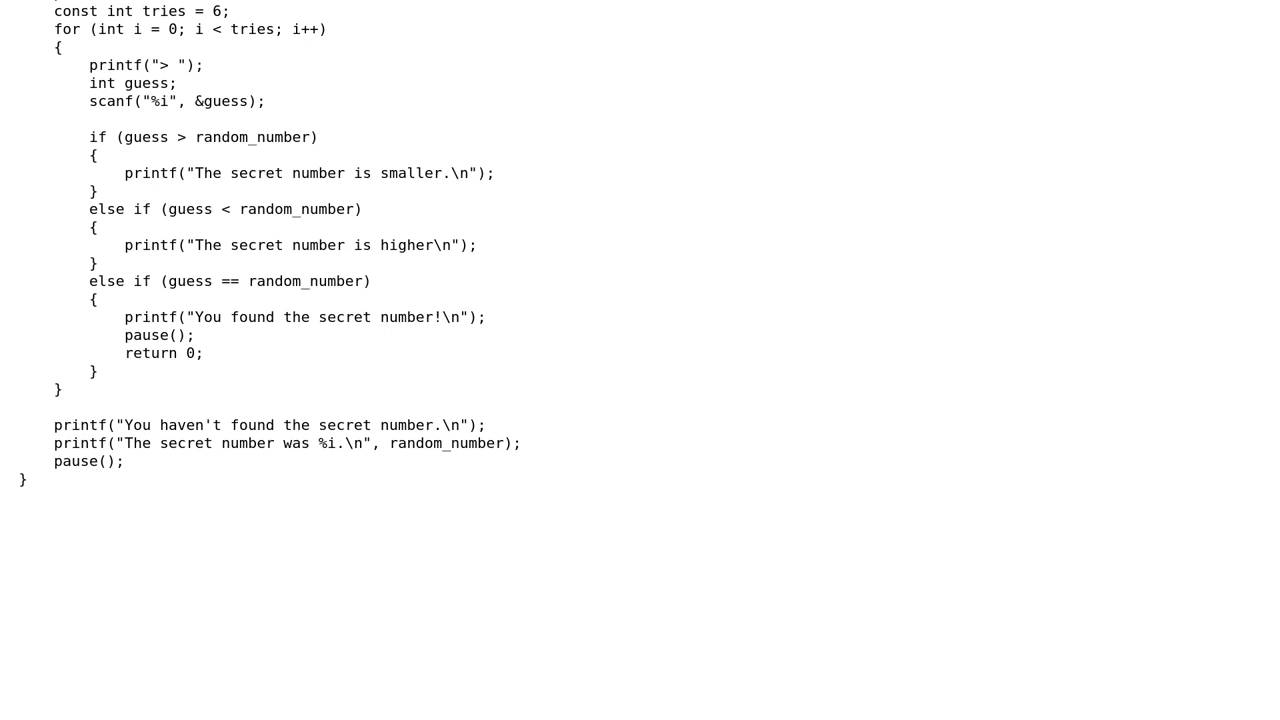 const int tries = 6;
    for (int i = 0; i < tries; i++)
    {
        printf("> ");
        int guess;
        scanf("%i", &guess);

        if (guess > random_number)
        {
            printf("The secret number is smaller.\n");
        }
        else if (guess < random_number)
        {
            printf("The secret number is higher\n");
        }
        else if (guess == random_number)
        {
            printf("You found the secret number!\n");
            pause();
            return 0;
        }
    }

    printf("You haven't found the secret number.\n");
    printf("The secret number was %i.\n", random_number);
    pause();
}